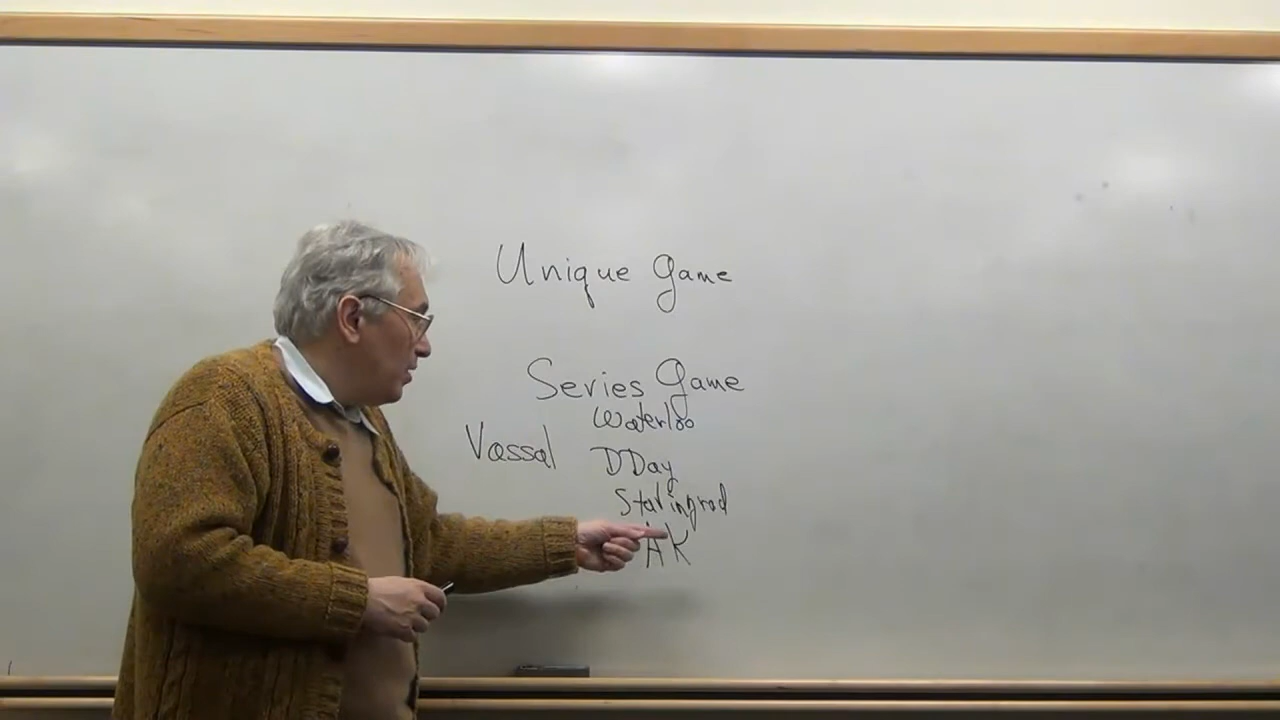 Unique Game
Series Game
Waterloo
Vassal
DDay
Stalingrad
AK